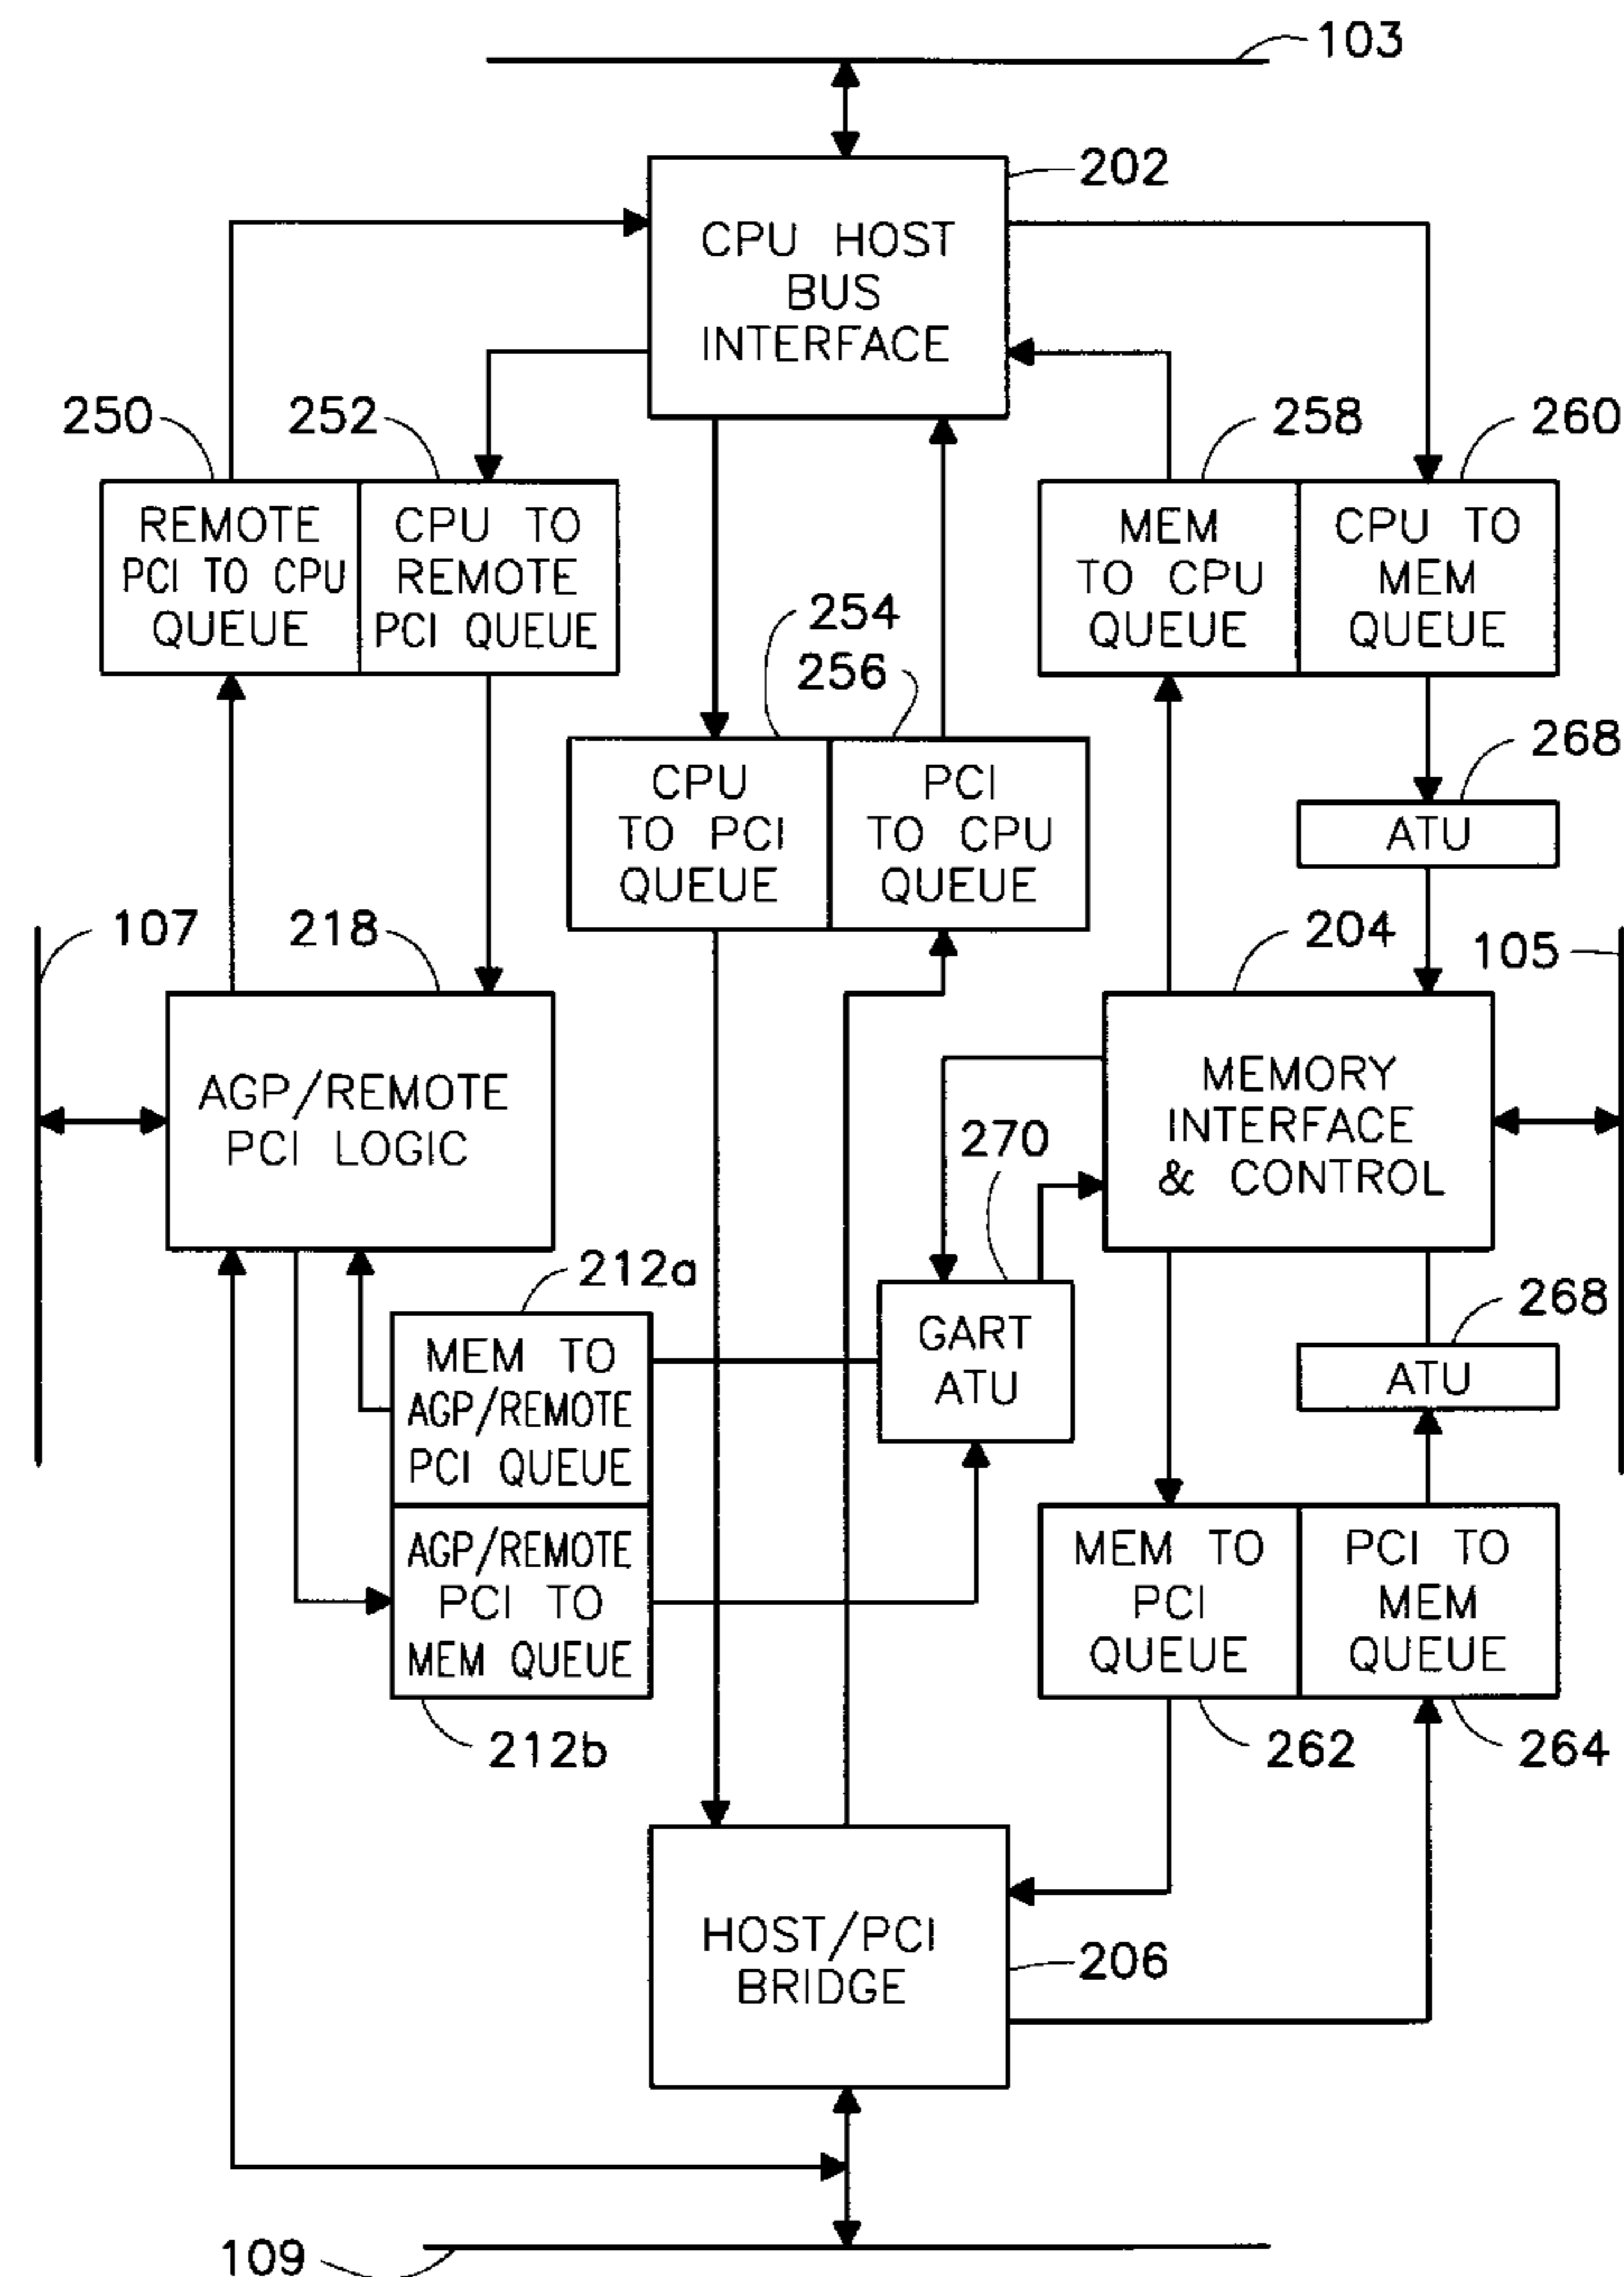 103
202
CPU HOST
BUS
INTERFACE
250
252
258
260
REMOTE
PCI TO CPU
QUEUE
CPU TO
REMOTE
PCI QUEUE
MEM
TO CPU
QUEUE
CPU TO
MEM
QUEUE
254
256
268
CPU
TO PCI
QUEUE
PCI
TO CPU
QUEUE
ATU
107
218
204
105
AGP/REMOTE
PCI LOGIC
MEMORY
INTERFACE
& CONTROL
270
212a
GART
ATU
268
ATU
MEM TO
AGP/REMOTE
PCI QUEUE
AGP/REMOTE
PCI TO
MEM QUEUE
MEM TO
PCI
QUEUE
PCI TO
MEM
QUEUE
212b
262
264
HOST/PCI
BRIDGE
206
109